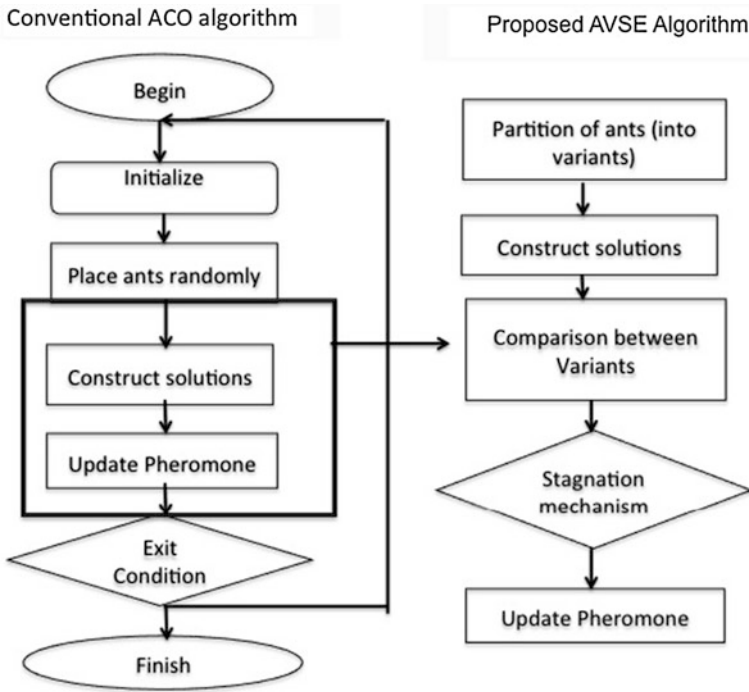 Conventional ACO algorithm
Begin
Initialize
Place ants randomly
Construct solutions
Update Pheromone
Exit
Condition
Finish
Proposed AVSE Algorithm
Partition of ants (into
variants)
Construct solutions
Comparison between
Variants
Stagnation
mechanism
Update Pheromone